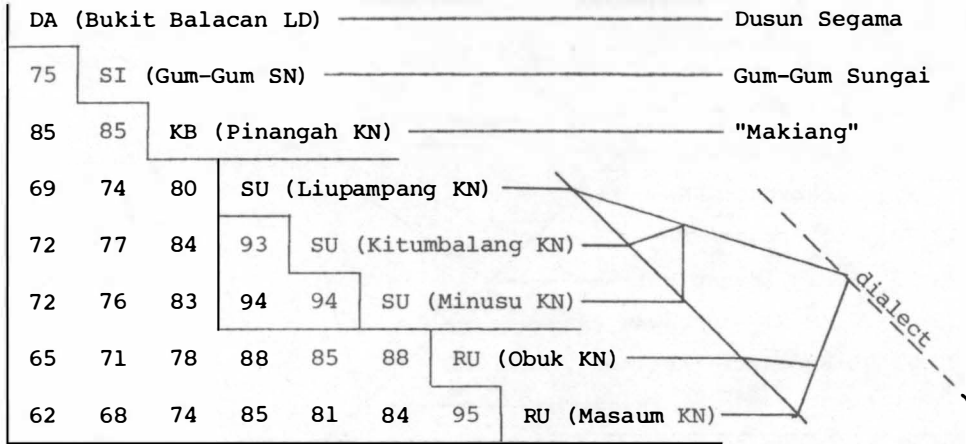 DA (Bukit Balacan LD) Dusun Segama
75 SI (Gum-Gum SN) Gum-Gum Sungai
85 85 KB (Pinangah KN) "Makiang"
69 74 80 SU (Liupampang KN)
72 77 84 93 SU (Kitumbalang KN)
72 76 83 94 94 SU (Minusu KN)
dialect
65 71 78 88 85 88 RU (Obuk KN)
62 68 74 85 81 84 95 RU (Masaum KN)